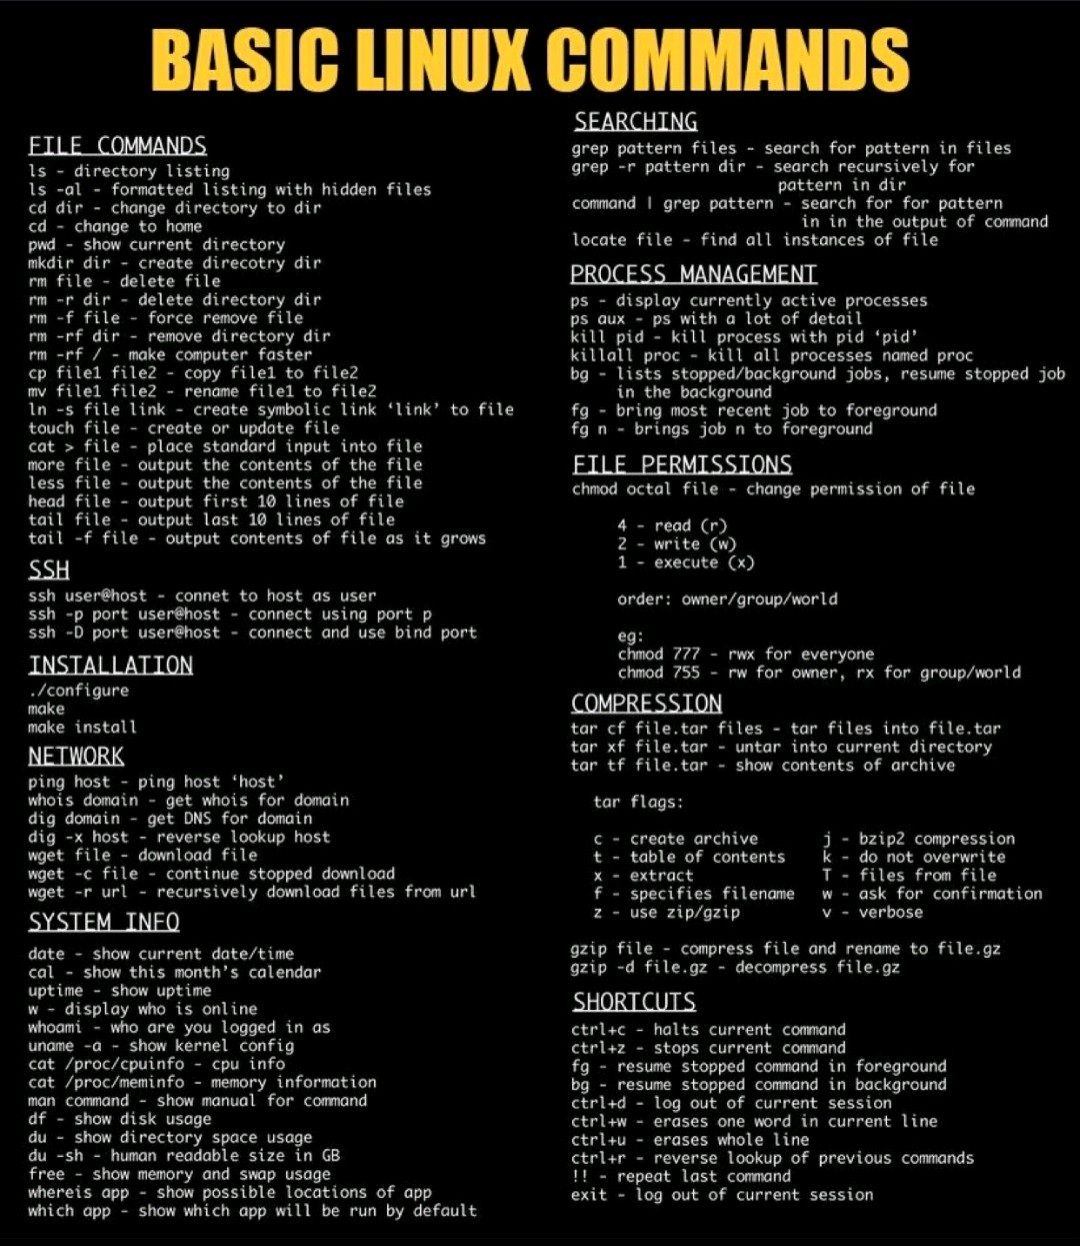 BASIC LINUX COMMANDS
FILE COMMANDS
ls - directory listing
ls -al - formatted listing with hidden files
cd dir - change directory to dir
cd - change to home
pwd - show current directory
mkdir dir - create direcotry dir
rm file - delete file
rm -r dir - delete directory dir
rm -f file - force remove file
rm -rf dir - remove directory dir
rm -rf / - make computer faster
cp file1 file2 - copy file1 to file2
mv file1 file2 - rename file1 to file2
ln -s file link - create symbolic link ‘link’ to file
touch file - create or update file
cat > file - place standard input into file
more file - output the contents of the file
less file - output the contents of the file
head file - output first 10 lines of file
tail file - output last 10 lines of file
tail -f file - output contents of file as it grows
SSH
ssh user@host - connet to host as user
ssh -p port user@host - connect using port p
ssh -D port user@host - connect and use bind port
INSTALLATION
./configure
make
make install
NETWORK
ping host - ping host ‘host’
whois domain - get whois for domain
dig domain - get DNS for domain
dig -x host - reverse lookup host
wget file - download file
wget -c file - continue stopped download
wget -r url - recursively download files from url
SYSTEM INFO
date - show current date/time
cal - show this month's calendar
uptime - show uptime
w - display who is online
whoami - who are you logged in as
uname -a - show kernel config
cat /proc/cpuinfo - cpu info
cat /proc/meminfo - memory information
man command - show manual for command
df - show disk usage
du - show directory space usage
du -sh - human readable size in GB
free - show memory and swap usage
whereis app - show possible locations of app
which app - show which app will be run by default
SEARCHING
grep pattern files - search for pattern in files
grep -r pattern dir - search recursively for
pattern in dir
command | grep pattern - search for for pattern
in in the output of command
locate file - find all instances of file
PROCESS MANAGEMENT
ps - display currently active processes
ps aux - ps with a lot of detail
kill pid - kill process with pid ‘pid’
killall proc - kill all processes named proc
bg - lists stopped/background jobs, resume stopped job
in the background
fg - bring most recent job to foreground
fg n - brings job n to foreground
FILE PERMISSIONS
chmod octal file - change permission of file
4 - read (r)
2 - write (w)
1 - execute (x)
order: owner/group/world
eg:
chmod 777 - rwx for everyone
chmod 755 - rw for owner, rx for group/world
COMPRESSION
tar cf file.tar files - tar files into file.tar
tar xf file.tar - untar into current directory
tar tf file.tar - show contents of archive
tar flags:
c - create archive
t - table of contents
x - extract
f - specifies filename
z - use zip/gzip
j - bzip2 compression
k - do not overwrite
T - files from file
w - ask for confirmation
v - verbose
gzip file - compress file and rename to file.gz
gzip -d file.gz - decompress file.gz
SHORTCUTS
ctrl+c - halts current command
ctrl+z - stops current command
fg - resume stopped command in foreground
bg - resume stopped command in background
ctrl+d - log out of current session
ctrl+w - erases one word in current line
ctrl+u - erases whole line
ctrl+r - reverse lookup of previous commands
!! - repeat last command
exit - log out of current session